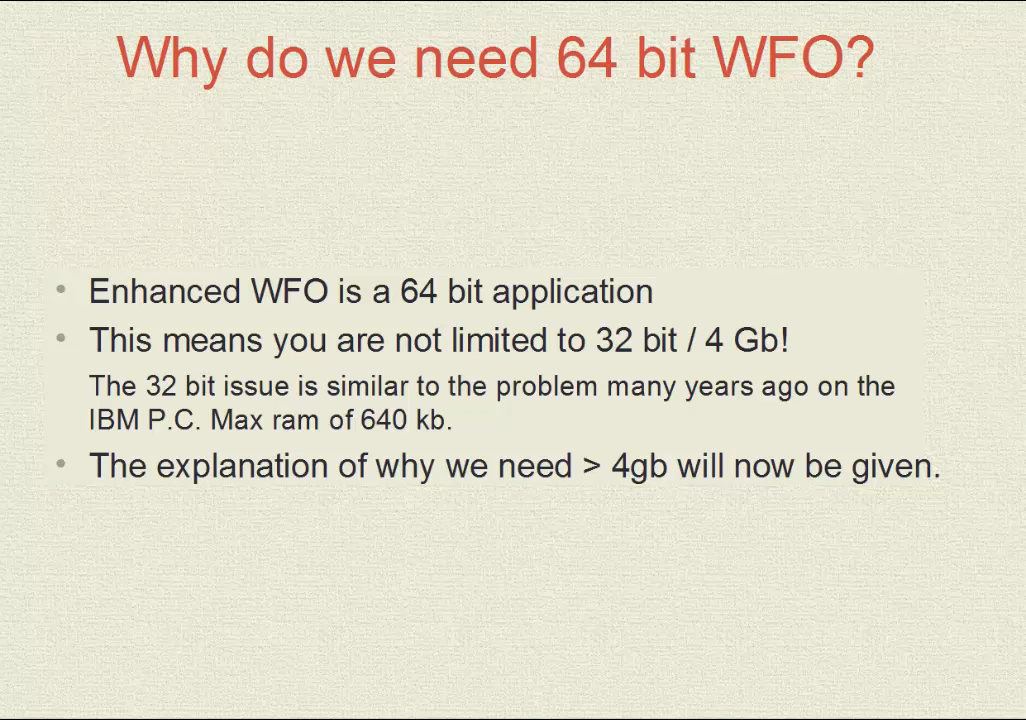 Why do we need 64 bit WFO?
• Enhanced WFO is a 64 bit application
• This means you are not limited to 32 bit / 4 Gb!
The 32 bit issue is similar to the problem many years ago on the
IBM P.C. Max ram of 640 kb.
• The explanation of why we need > 4gb will now be given.